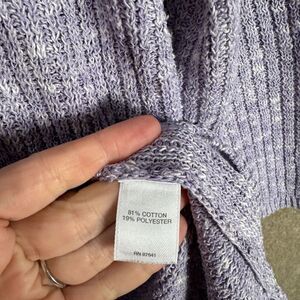 81% COTTON
19% POLYESTER
RN 87641